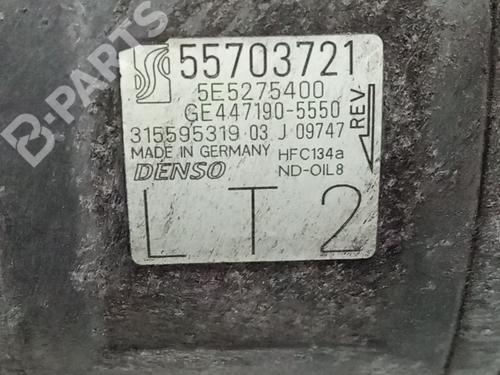 55703721
5E5275400
GE447190-5550
315595319 03 J 09747
MADE IN GERMANY HFC134a
DENSO ND-OIL8
REV
LT2
B-PARTS